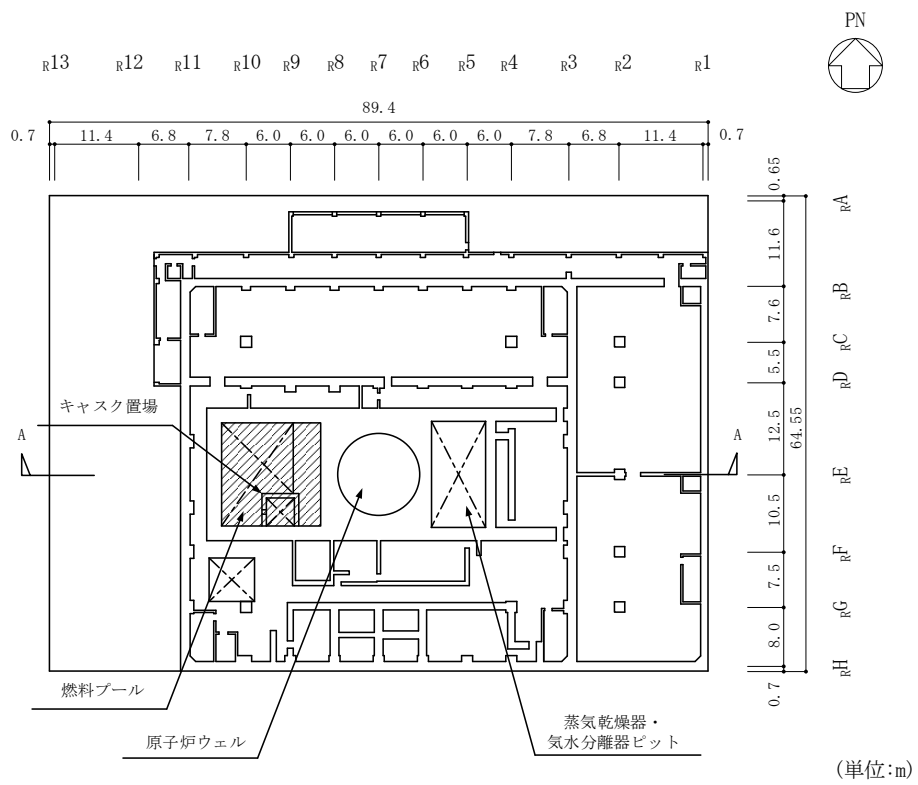 PN
R13 R12 R11 R10 R9 R8 R7 R6 R5 R4 R3 R2 R1
89.4
0.7 11.4 6.8 7.8 6.0 6.0 6.0 6.0 6.0 6.0 7.8 6.8 11.4 0.7
0.65
RA
11.6
RB
7.6
RC
5.5
RD
12.5
64.55
RE
10.5
RF
7.5
RG
8.0
RH
0.7
キャスク置場
A
A
燃料プール
原子炉ウェル
蒸気乾燥器・
気水分離器ピット
(単位:m)